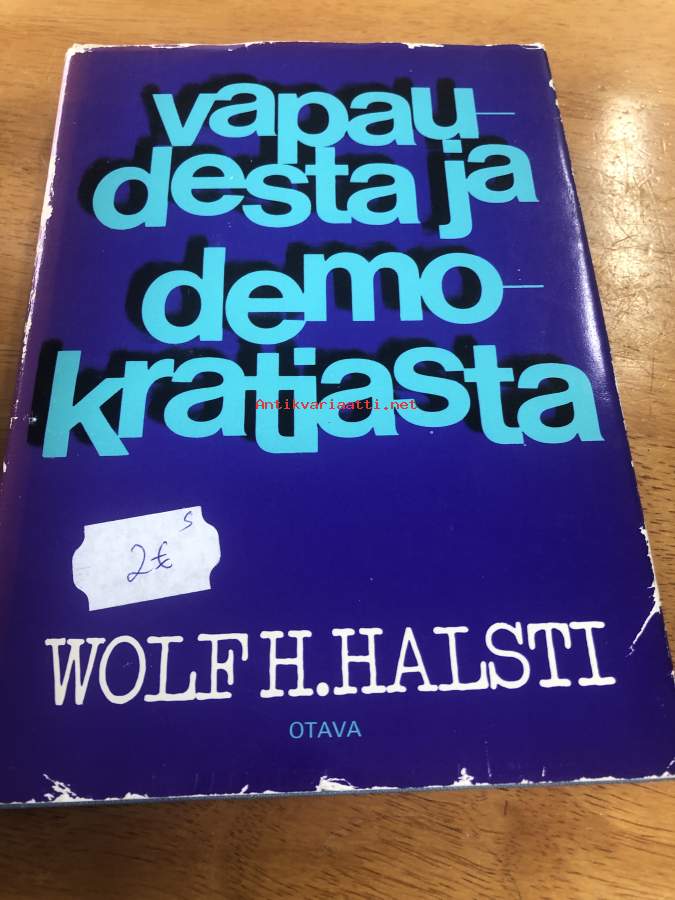 vapau-
desta ja
demo-
kratiasta
Antikvariaatti.net
s
2€
WOLF H. HALSTI
OTAVA